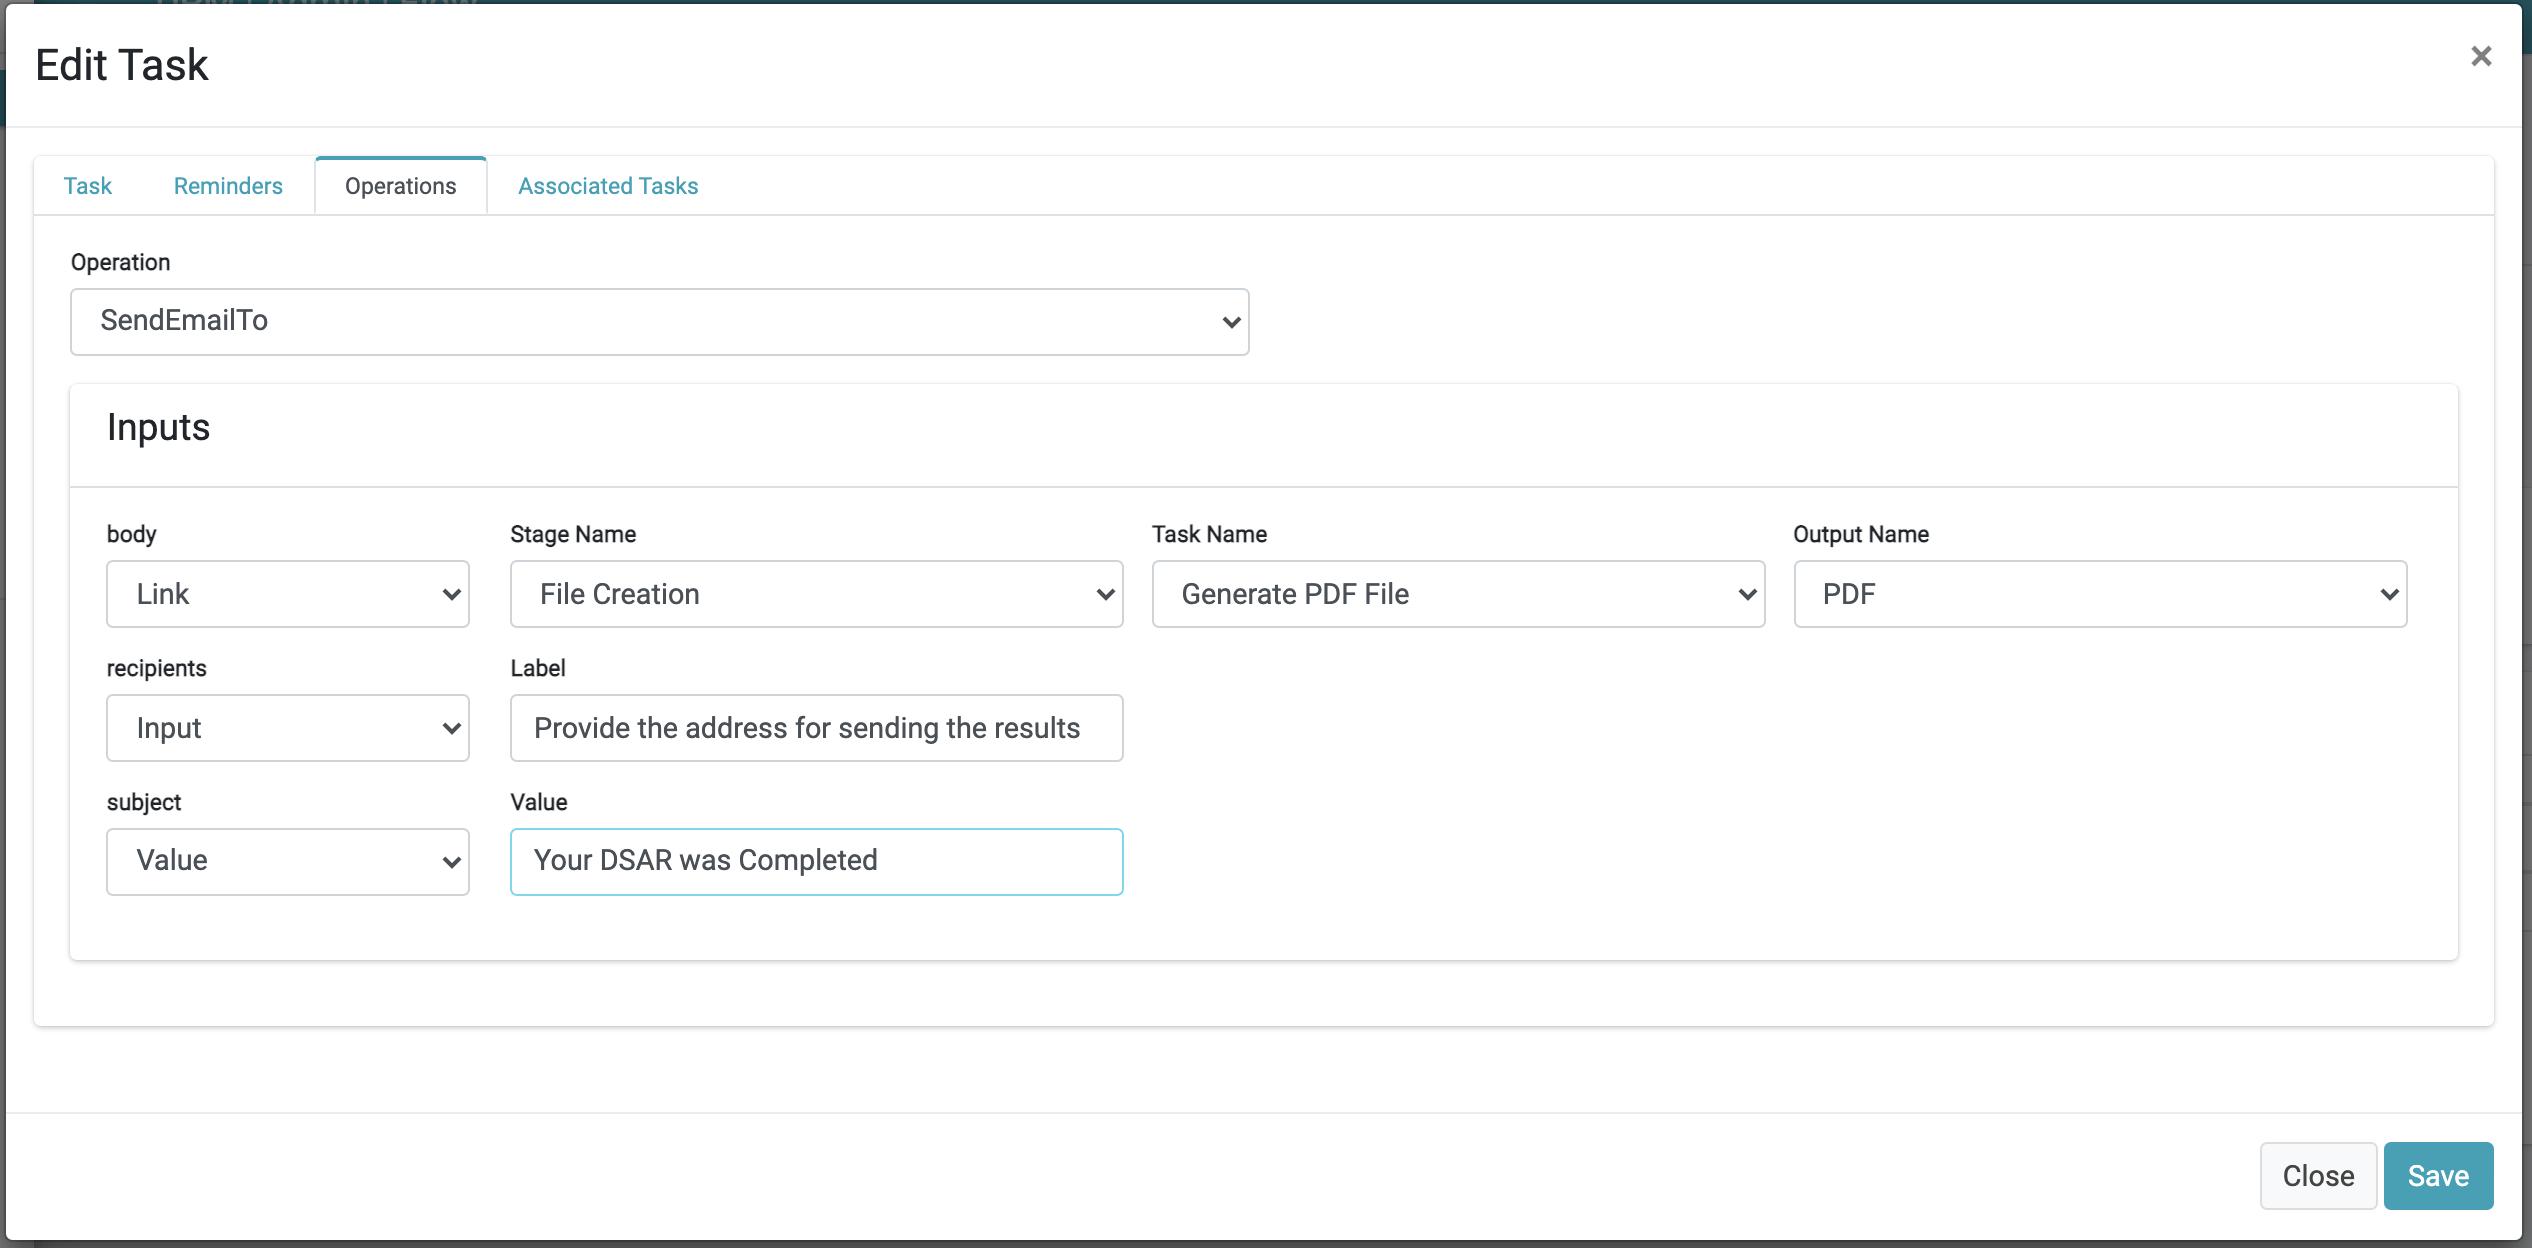 Edit Task
×
Task Reminders Operations Associated Tasks
Operation
SendEmailTo
Inputs
body Stage Name Task Name Output Name
Link File Creation Generate PDF File PDF
recipients Label
Input Provide the address for sending the results
subject Value
Value Your DSAR was Completed
Close Save